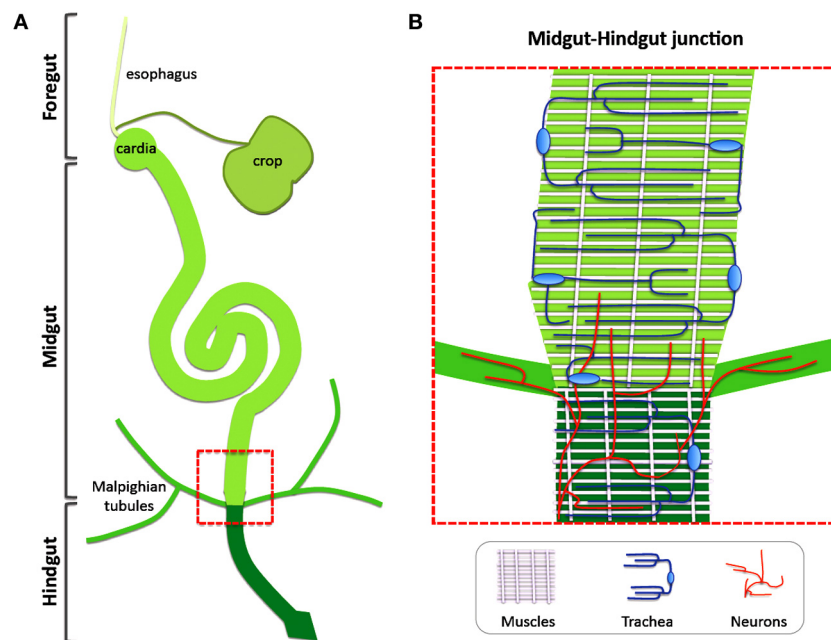 A
Foregut
esophagus
cardia
crop
Midgut
Malpighian
tubules
Hindgut
B
Midgut-Hindgut junction
Muscles
Trachea
Neurons